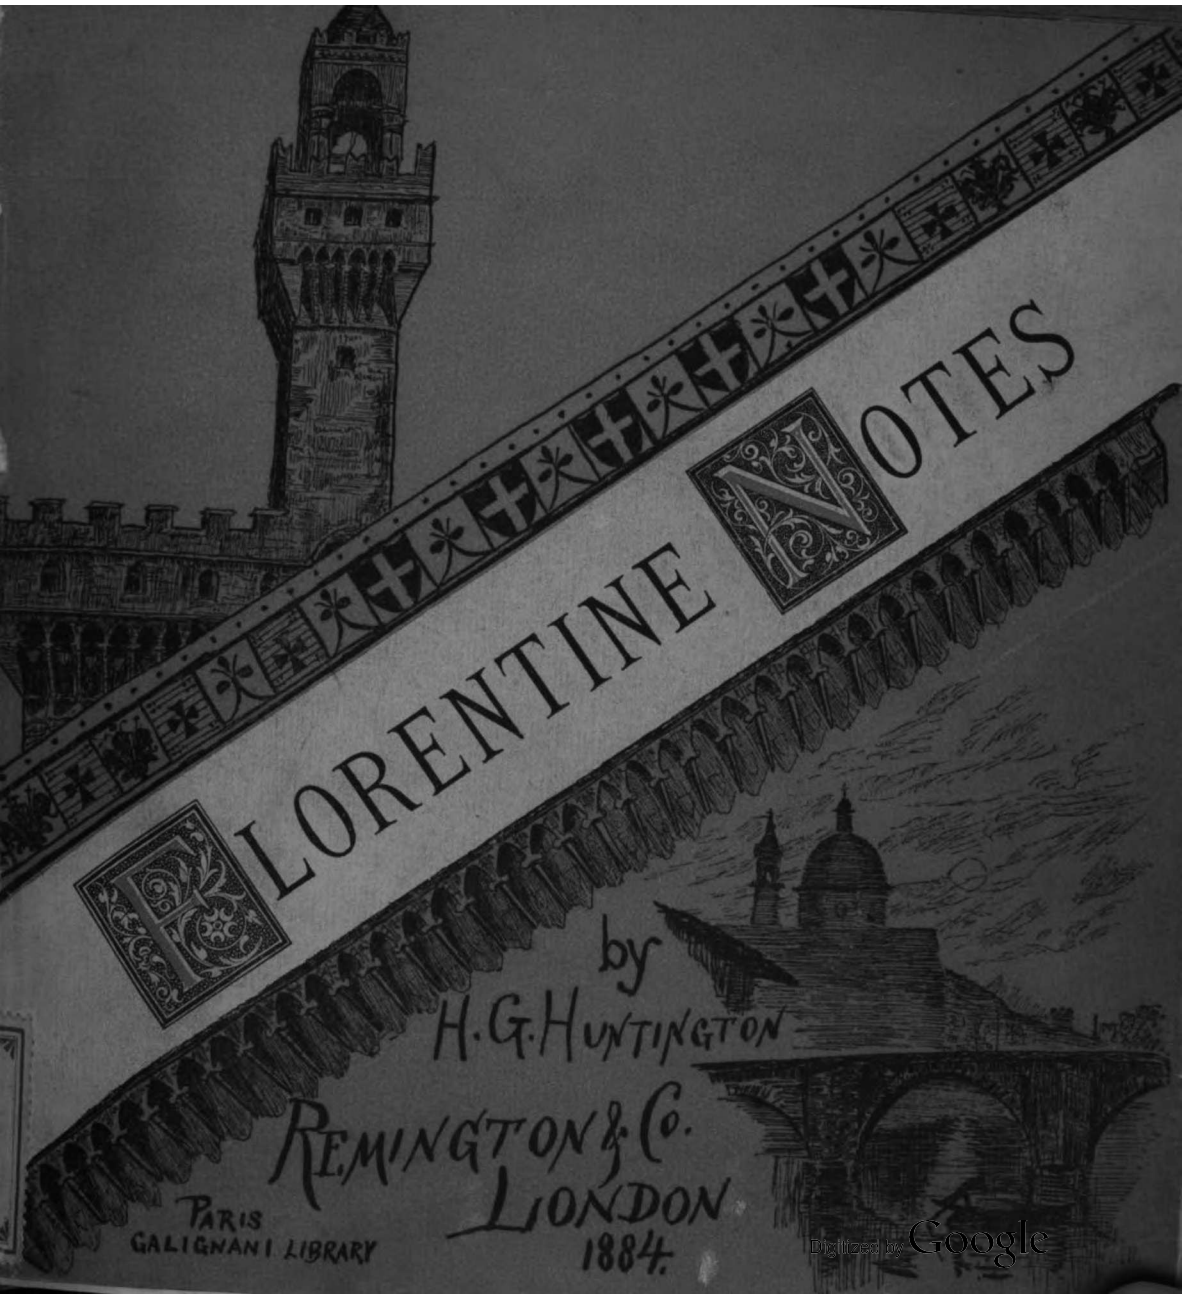 FLORENTINE NOTES
by
H. G. HUNTINGTON
REMINGTON & Co.
LONDON
1884.
PARIS
GALIGNANI LIBRARY
Digitized by Google